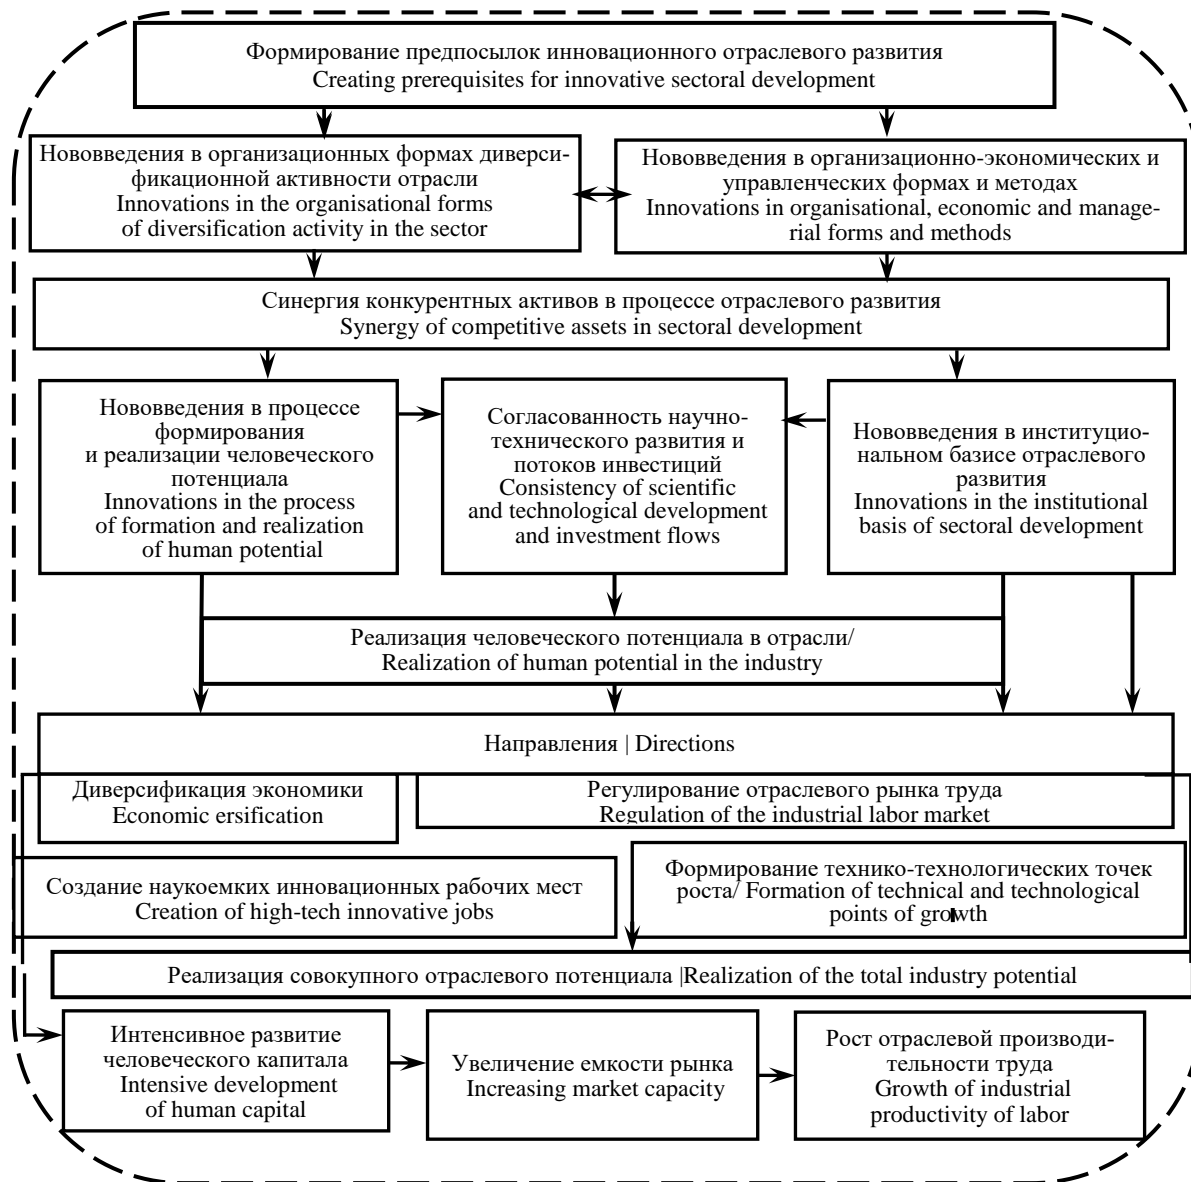 Формирование предпосылок инновационного отраслевого развития
Creating prerequisites for innovative sectoral development
Нововведения в организационных формах диверси-
фикационной активности отрасли
Innovations in the organisational forms
of diversification activity in the sector
Нововведения в организационно-экономических и
управленческих формах и методах
Innovations in organisational, economic and manage-
rial forms and methods
Синергия конкурентных активов в процессе отраслевого развития
Synergy of competitive assets in sectoral development
Нововведения в процессе
формирования
и реализации человеческого
потенциала
Innovations in the process
of formation and realization
of human potential
Согласованность научно-
технического развития и
потоков инвестиций
Consistency of scientific
and technological development
and investment flows
Нововведения в институцио-
нальном базисе отраслевого
развития
Innovations in the institutional
basis of sectoral development
Реализация человеческого потенциала в отрасли/
Realization of human potential in the industry
Направления | Directions
Диверсификация экономики
Economic ersification
Регулирование отраслевого рынка труда
Regulation of the industrial labor market
Создание наукоемких инновационных рабочих мест
Creation of high-tech innovative jobs
Формирование технико-технологических точек
роста/ Formation of technical and technological
points of growth
Реализация совокупного отраслевого потенциала |Realization of the total industry potential
Интенсивное развитие
человеческого капитала
Intensive development
of human capital
Увеличение емкости рынка
Increasing market capacity
Рост отраслевой производи-
тельности труда
Growth of industrial
productivity of labor